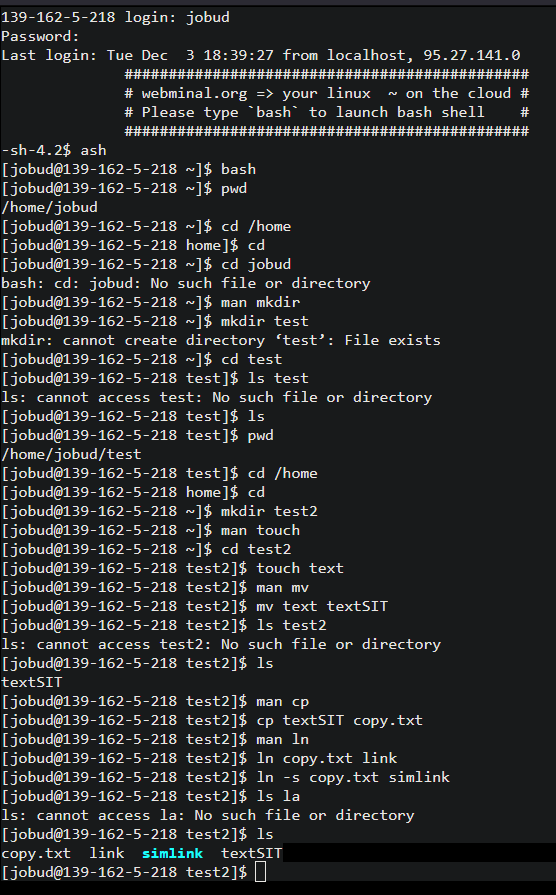 139-162-5-218 login: jobud
Password:
Last login: Tue Dec  3 18:39:27 from localhost, 95.27.141.0
              ##############################################
              # webminal.org => your linux  ~ on the cloud #
              # Please type `bash` to launch bash shell    #
              ##############################################
-sh-4.2$ ash
[jobud@139-162-5-218 ~]$ bash
[jobud@139-162-5-218 ~]$ pwd
/home/jobud
[jobud@139-162-5-218 ~]$ cd /home
[jobud@139-162-5-218 home]$ cd
[jobud@139-162-5-218 ~]$ cd jobud
bash: cd: jobud: No such file or directory
[jobud@139-162-5-218 ~]$ man mkdir
[jobud@139-162-5-218 ~]$ mkdir test
mkdir: cannot create directory ‘test’: File exists
[jobud@139-162-5-218 ~]$ cd test
[jobud@139-162-5-218 test]$ ls test
ls: cannot access test: No such file or directory
[jobud@139-162-5-218 test]$ ls
[jobud@139-162-5-218 test]$ pwd
/home/jobud/test
[jobud@139-162-5-218 test]$ cd /home
[jobud@139-162-5-218 home]$ cd
[jobud@139-162-5-218 ~]$ mkdir test2
[jobud@139-162-5-218 ~]$ man touch
[jobud@139-162-5-218 ~]$ cd test2
[jobud@139-162-5-218 test2]$ touch text
[jobud@139-162-5-218 test2]$ man mv
[jobud@139-162-5-218 test2]$ mv text textSIT
[jobud@139-162-5-218 test2]$ ls test2
ls: cannot access test2: No such file or directory
[jobud@139-162-5-218 test2]$ ls
textSIT
[jobud@139-162-5-218 test2]$ man cp
[jobud@139-162-5-218 test2]$ cp textSIT copy.txt
[jobud@139-162-5-218 test2]$ man ln
[jobud@139-162-5-218 test2]$ ln copy.txt link
[jobud@139-162-5-218 test2]$ ln -s copy.txt simlink
[jobud@139-162-5-218 test2]$ ls la
ls: cannot access la: No such file or directory
[jobud@139-162-5-218 test2]$ ls
copy.txt  link  simlink  textSIT
[jobud@139-162-5-218 test2]$